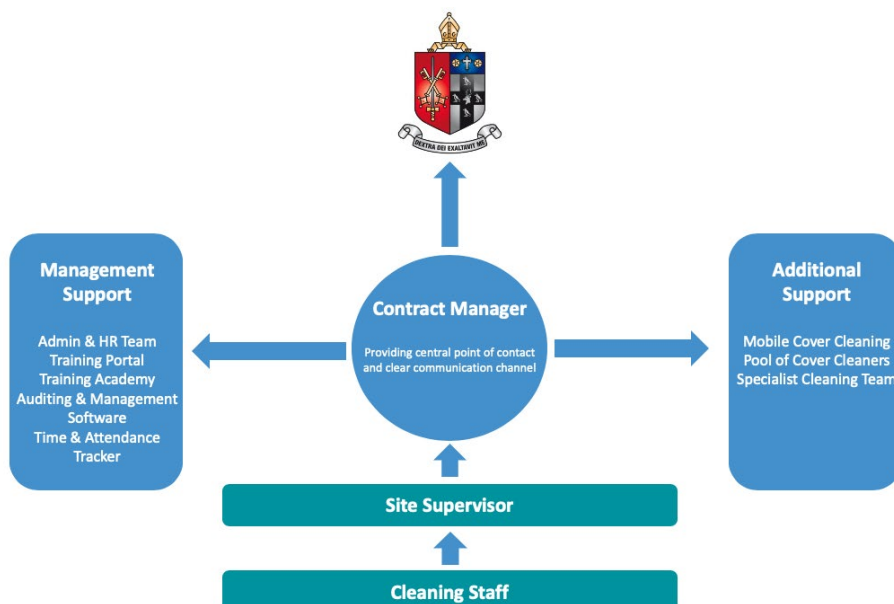 DEXTRA DEI EXALTAVIT ME
Management
Support
Admin & HR Team
Training Portal
Training Academy
Auditing & Management
Software
Time & Attendance
Tracker
Contract Manager
Providing central point of contact
and clear communication channel
Additional
Support
Mobile Cover Cleaning
Pool of Cover Cleaners
Specialist Cleaning Team
Site Supervisor
Cleaning Staff